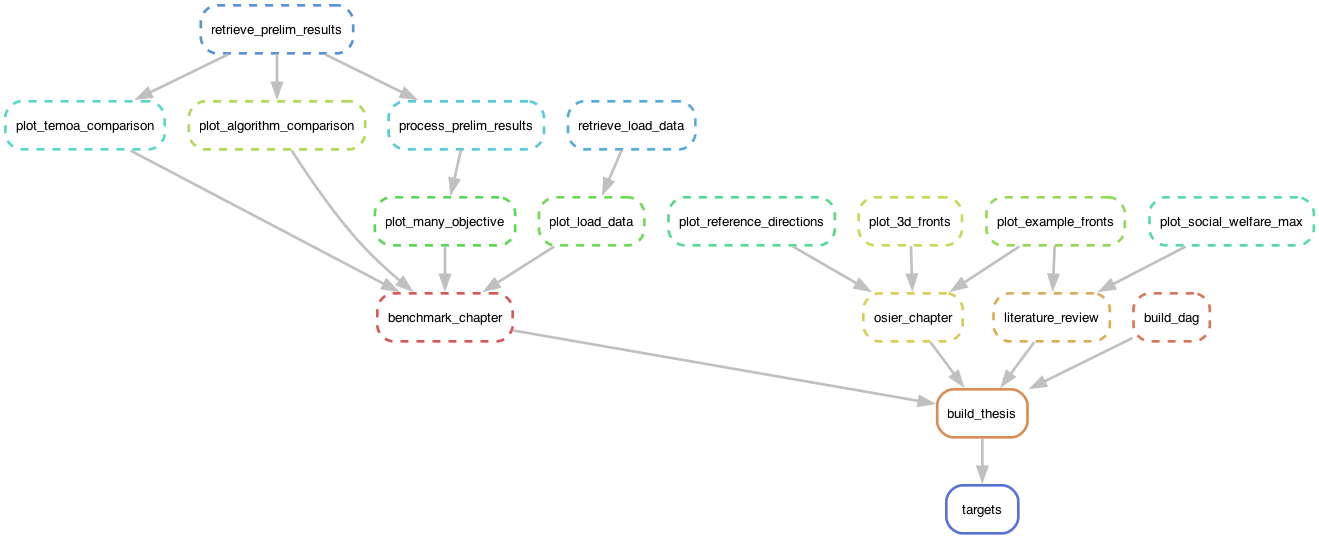 retrieve_prelim_results
plot_temoa_comparison
plot_algorithm_comparison
process_prelim_results
retrieve_load_data
plot_many_objective
plot_load_data
plot_reference_directions
plot_3d_fronts
plot_example_fronts
plot_social_welfare_max
benchmark_chapter
osier_chapter
literature_review
build_dag
build_thesis
targets